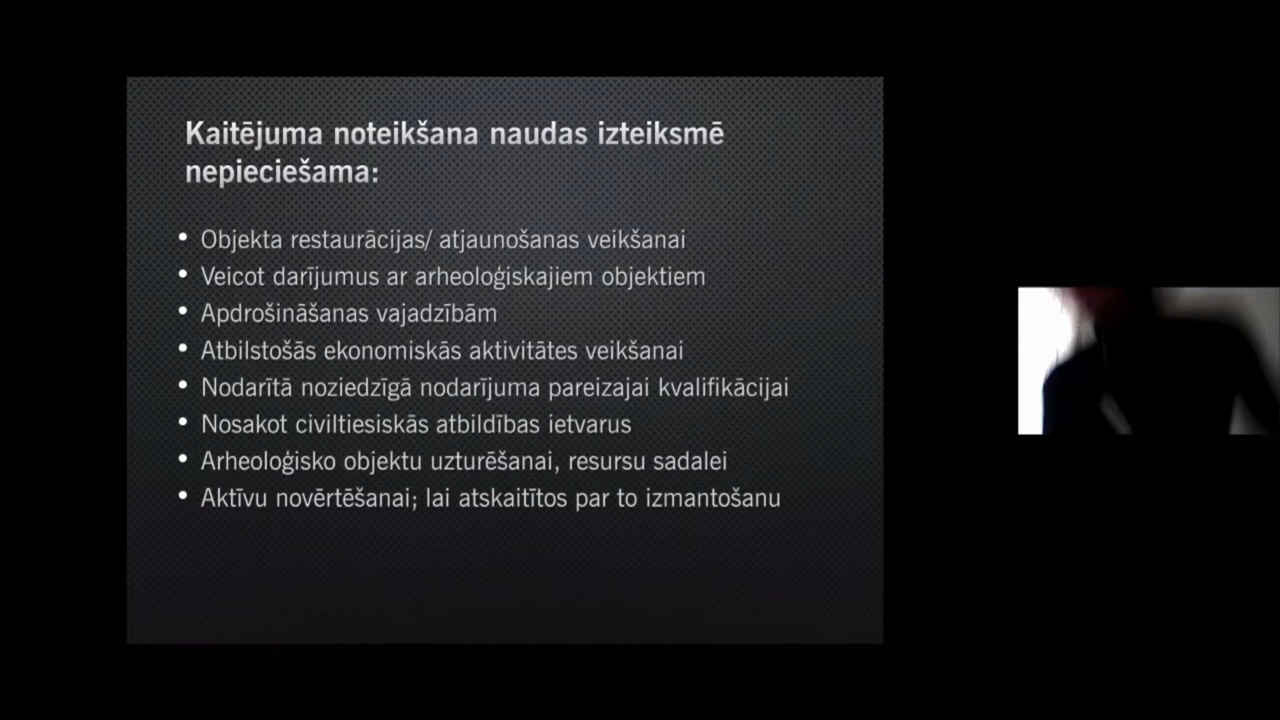 Kaitējuma noteikšana naudas izteiksmē
nepieciešama:
• Objekta restaurācijas/ atjaunošanas veikšanai
• Veicot darījumus ar arheoloģiskajiem objektiem
• Apdrošināšanas vajadzībām
• Atbilstošās ekonomiskās aktivitātes veikšanai
• Nodarītā noziedzīgā nodarījuma pareizajai kvalifikācijai
• Nosakot civiltiesiskās atbildības ietvarus
• Arheoloģisko objektu uzturēšanai, resursu sadalei
• Aktīvu novērtēšanai; lai atskaitītos par to izmantošanu